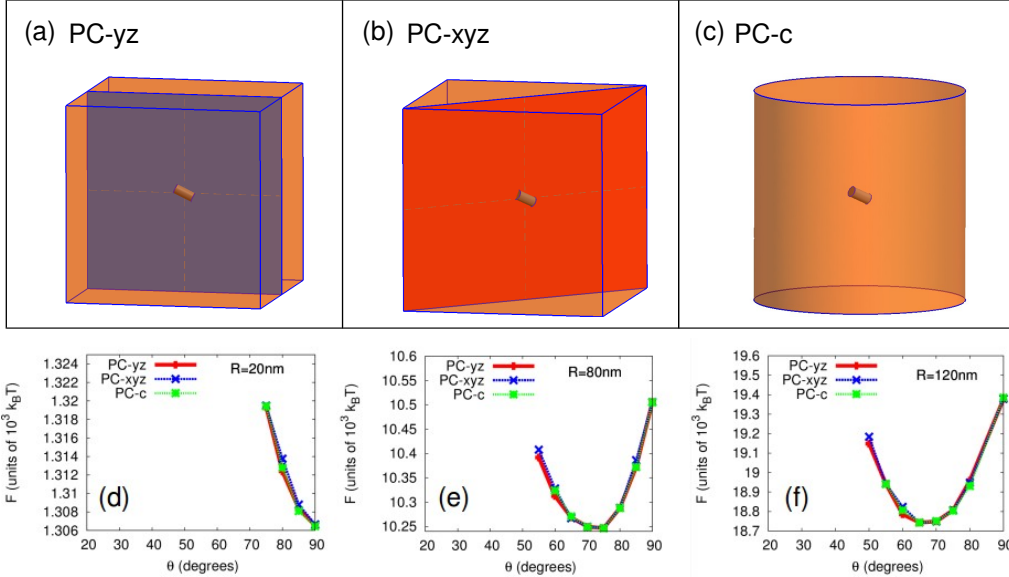 (a) PC-yz
(b) PC-xyz
(c) PC-c
F (units of 10³ k_BT)
1.324
1.322
1.32
1.318
1.316
1.314
1.312
1.31
1.308
1.306
PC-yz
PC-xyz
PC-c
R=20nm
(d)
20 30 40 50 60 70 80 90
θ (degrees)
F (units of 10³ k_BT)
10.6
10.55
10.5
10.45
10.4
10.35
10.3
10.25
PC-yz
PC-xyz
PC-c
R=80nm
(e)
20 30 40 50 60 70 80 90
θ (degrees)
F (units of 10³ k_BT)
19.6
19.5
19.4
19.3
19.2
19.1
19
18.9
18.8
18.7
PC-yz
PC-xyz
PC-c
R=120nm
(f)
20 30 40 50 60 70 80 90
θ (degrees)